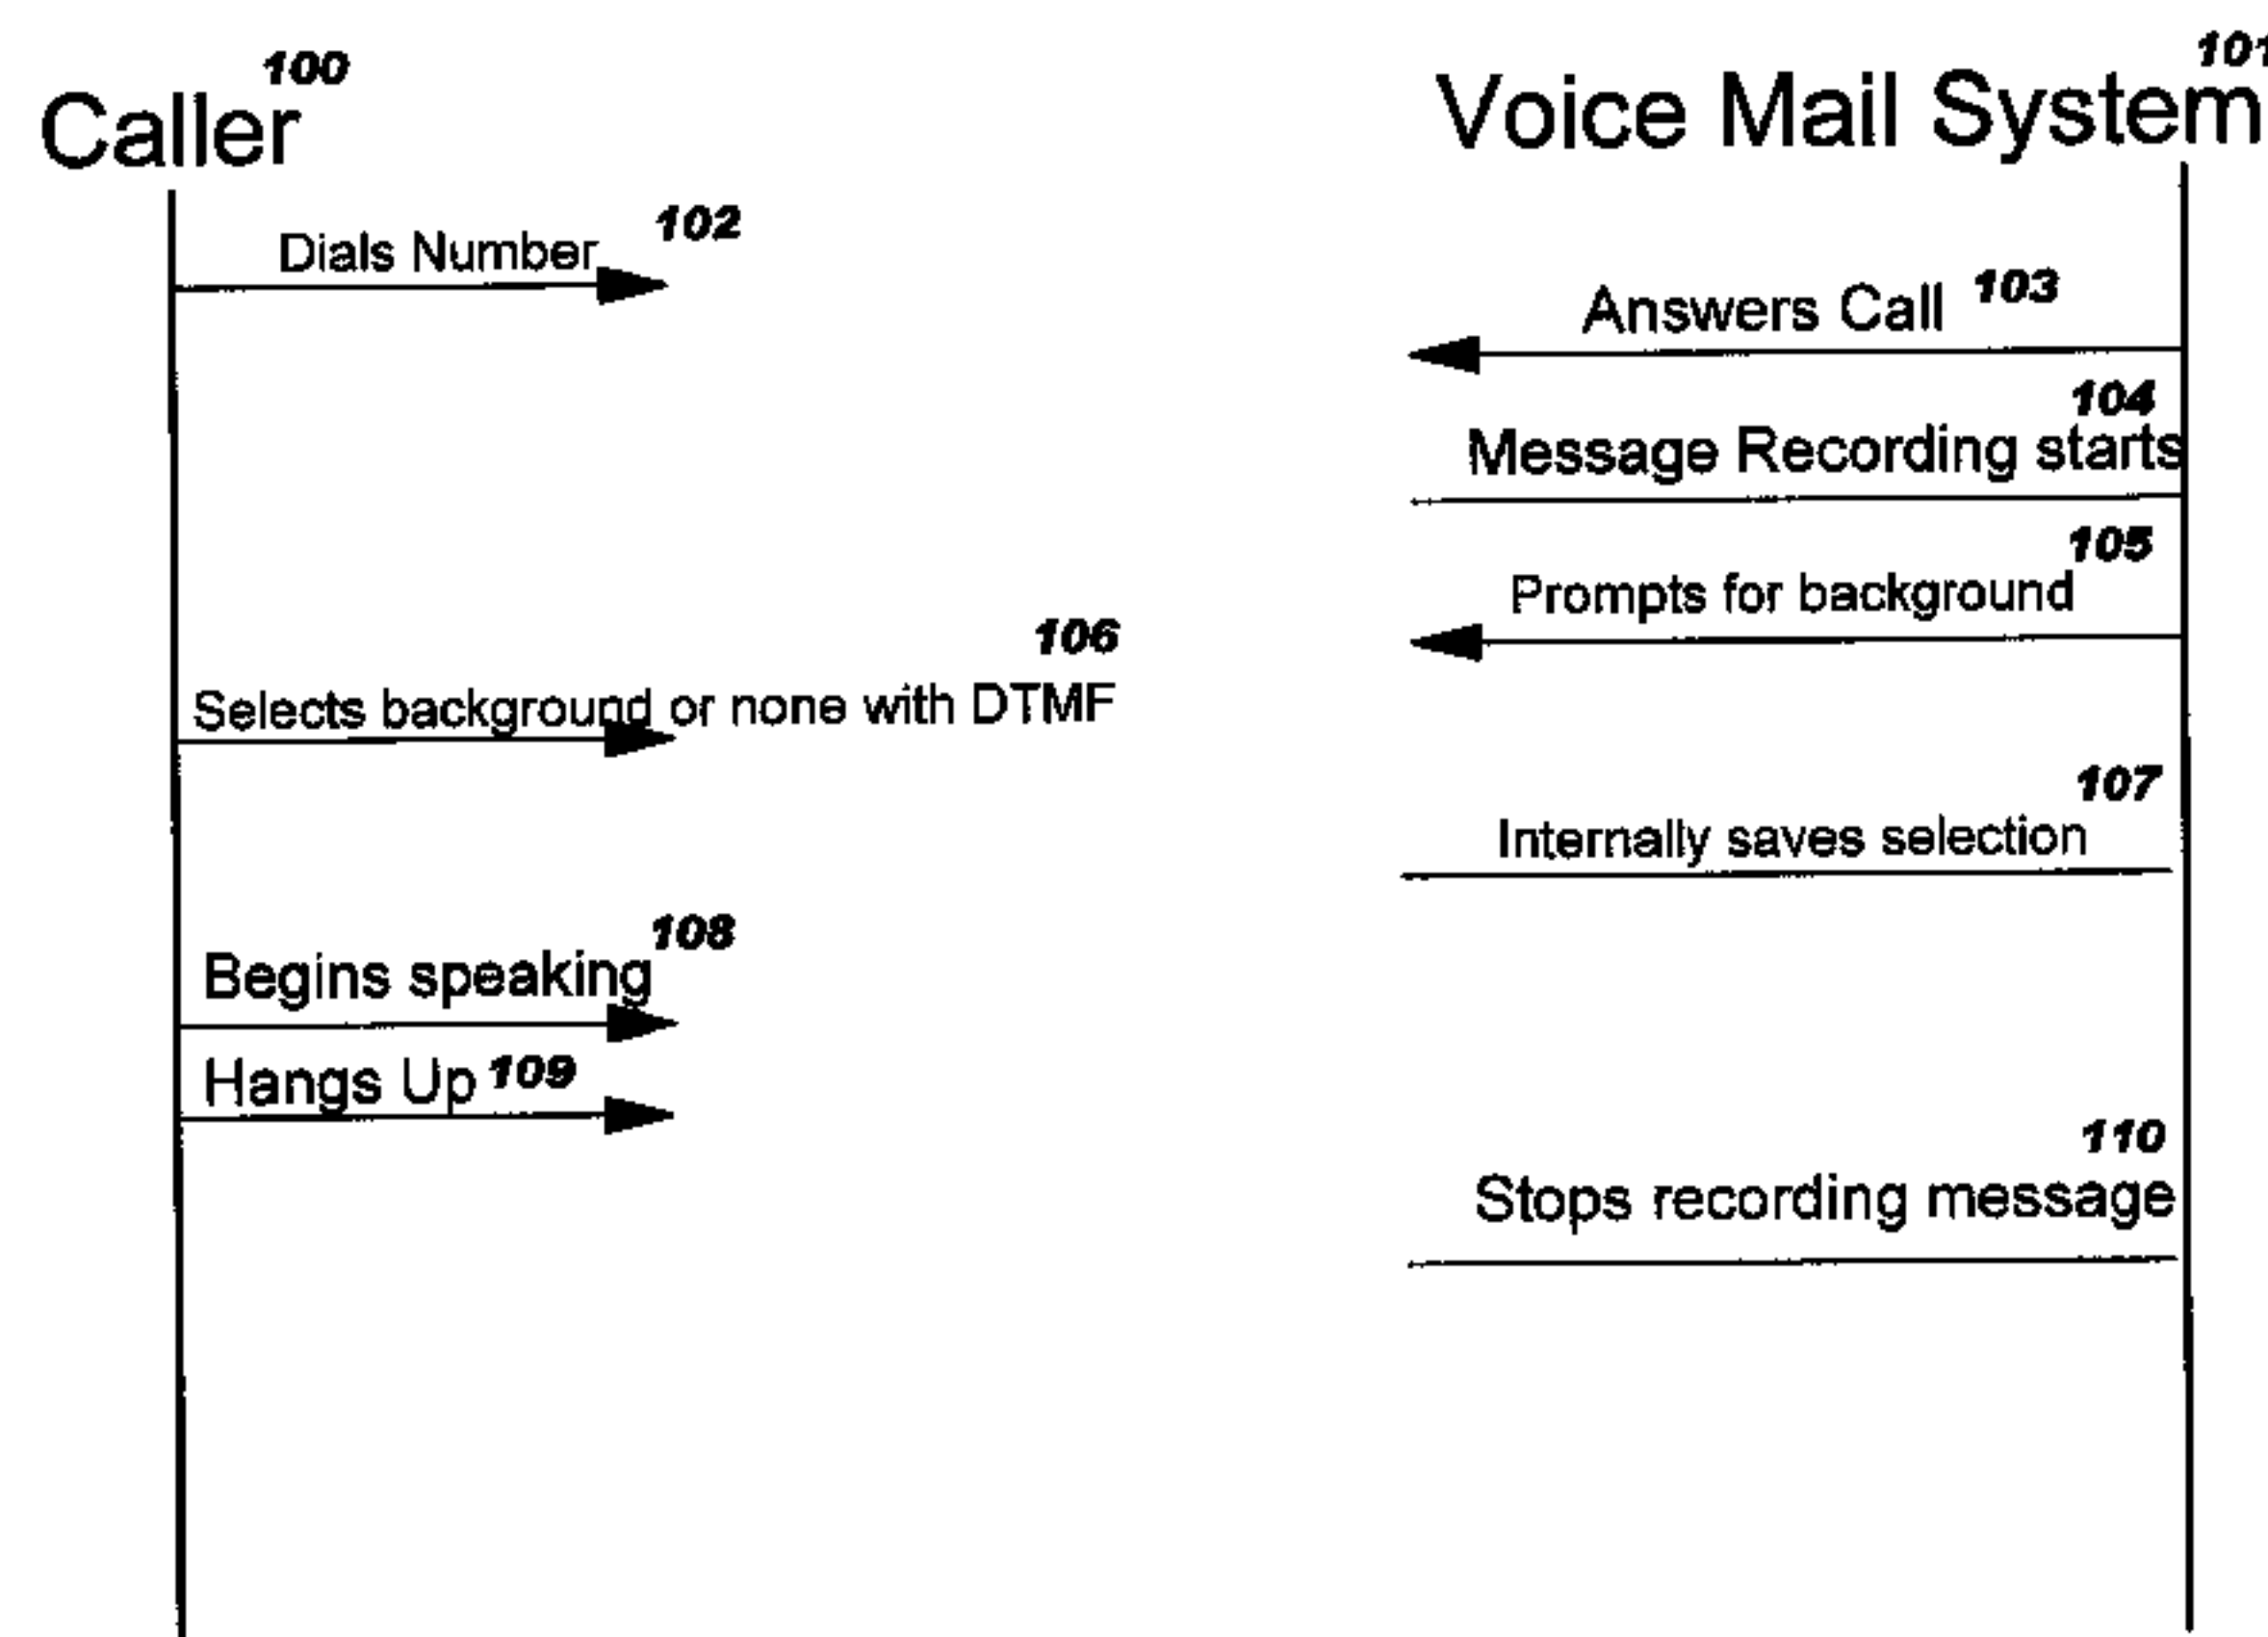 Caller 100
Voice Mail System 101
Dials Number 102
Answers Call 103
104
Message Recording starts
105
Prompts for background
106
Selects background or none with DTMF
107
Internally saves selection
Begins speaking 108
Hangs Up 109
110
Stops recording message